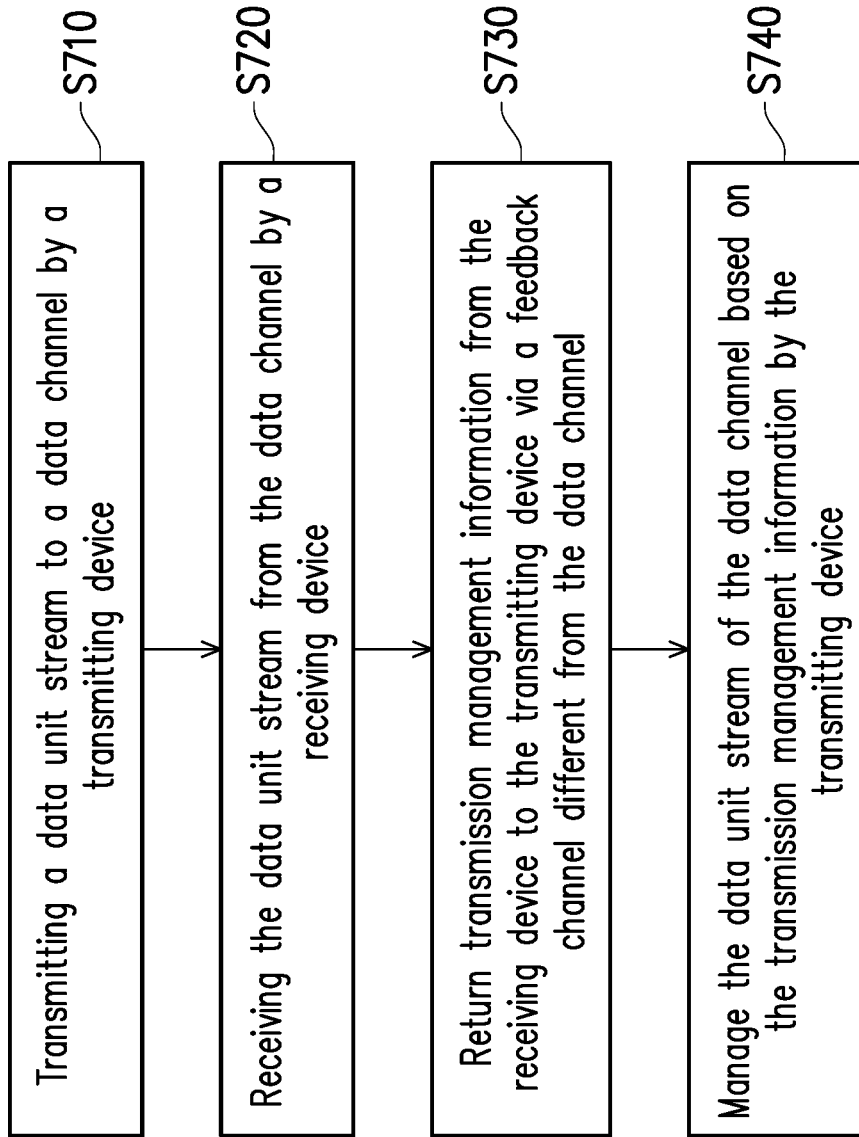 Transmitting a data unit stream to a data channel by a
transmitting device
S710
Receiving the data unit stream from the data channel by a
receiving device
S720
Return transmission management information from the
receiving device to the transmitting device via a feedback
channel different from the data channel
S730
Manage the data unit stream of the data channel based on
the transmission management information by the
transmitting device
S740